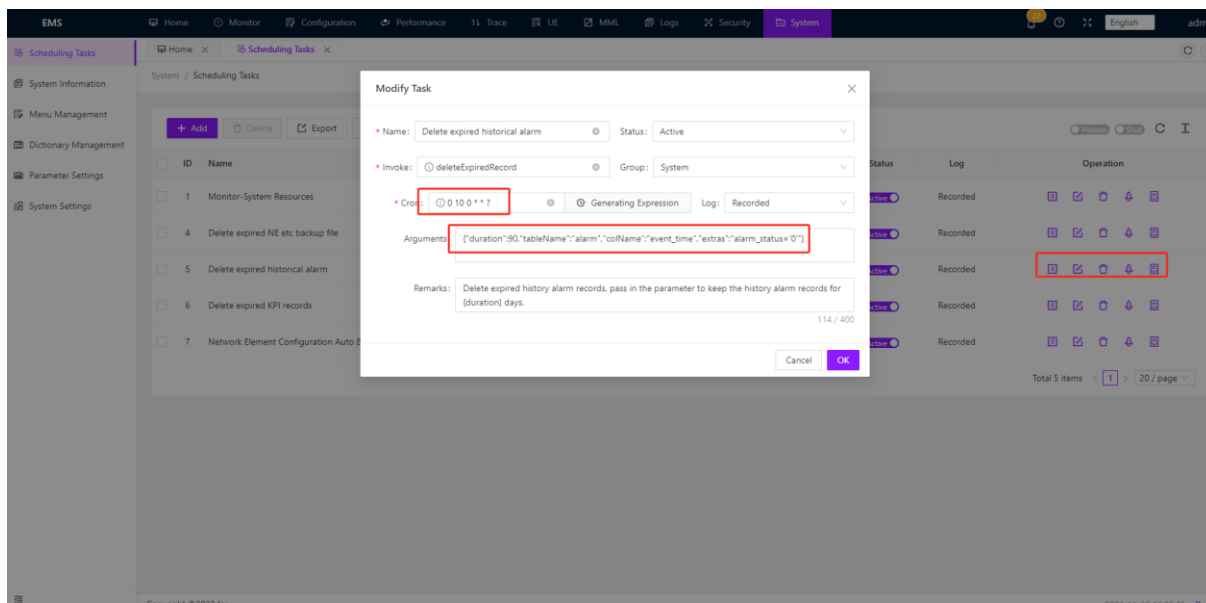 EMS Home Monitor Configuration Performance Trace UE MML Logs Security System 22 English
Scheduling Tasks
System Information
Menu Management
Dictionary Management
Parameter Settings
System Settings
Home Scheduling Tasks
System / Scheduling Tasks
+ Add Delete Export Hidden
ID Name Status Log Operation
1 Monitor-System Resources Recorded
4 Delete expired NE etc backup file Recorded
5 Delete expired historical alarm Recorded
6 Delete expired KPI records Recorded
7 Network Element Configuration Auto Recorded
Total 5 items < 1 > 20 / page
Modify Task
* Name: Delete expired historical alarm Status: Active
* Invoke: deleteExpiredRecord Group: System
* Cron: 0 10 0 * * ? Generating Expression Log: Recorded
Arguments {"duration":90,"tableName":"alarm","colName":"event_time","extras":"alarm_status='0'"}
Remarks: Delete expired history alarm records, pass in the parameter to keep the history alarm records for
{duration} days.
114 / 400
Cancel OK